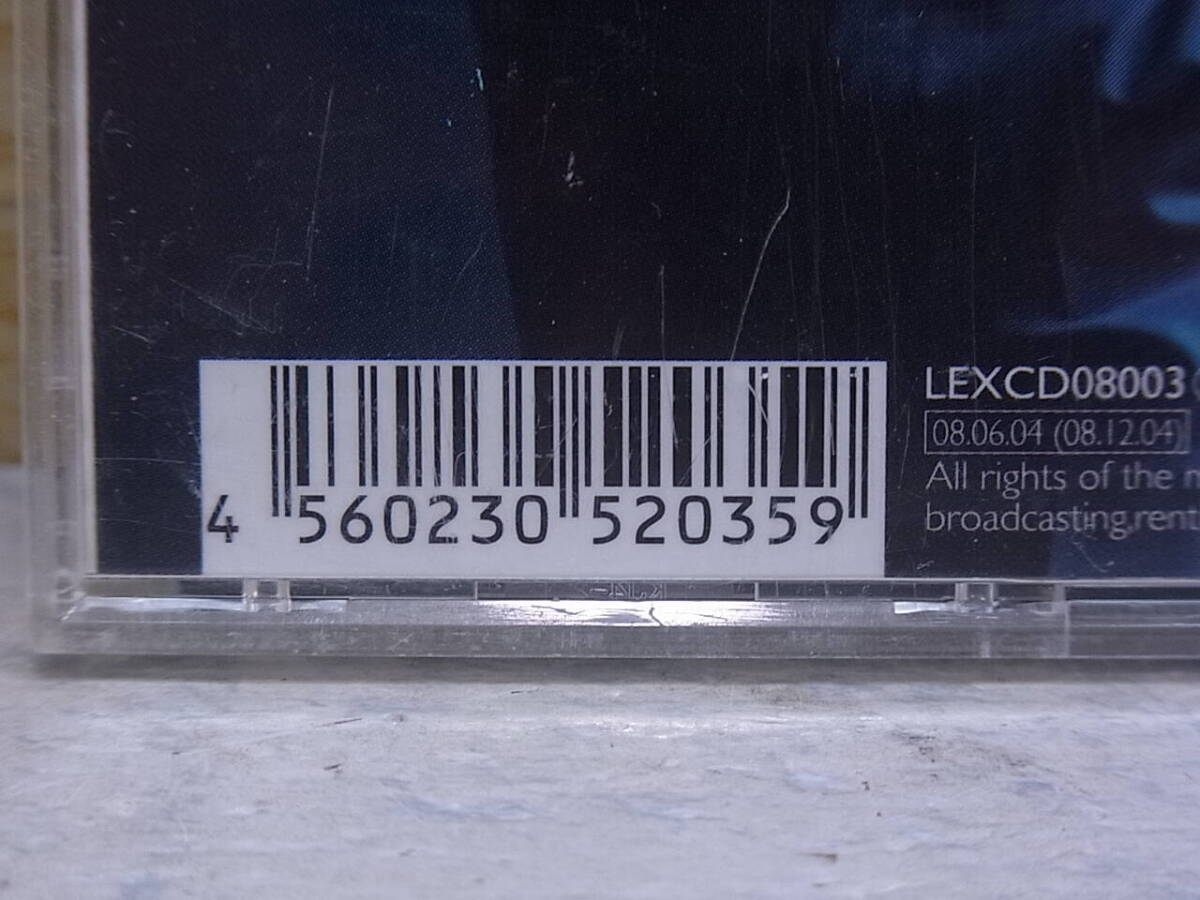 4 560230 520359
LEXCD08003
08.06.04 (08.12.04)
All rights of the
broadcasting,rent